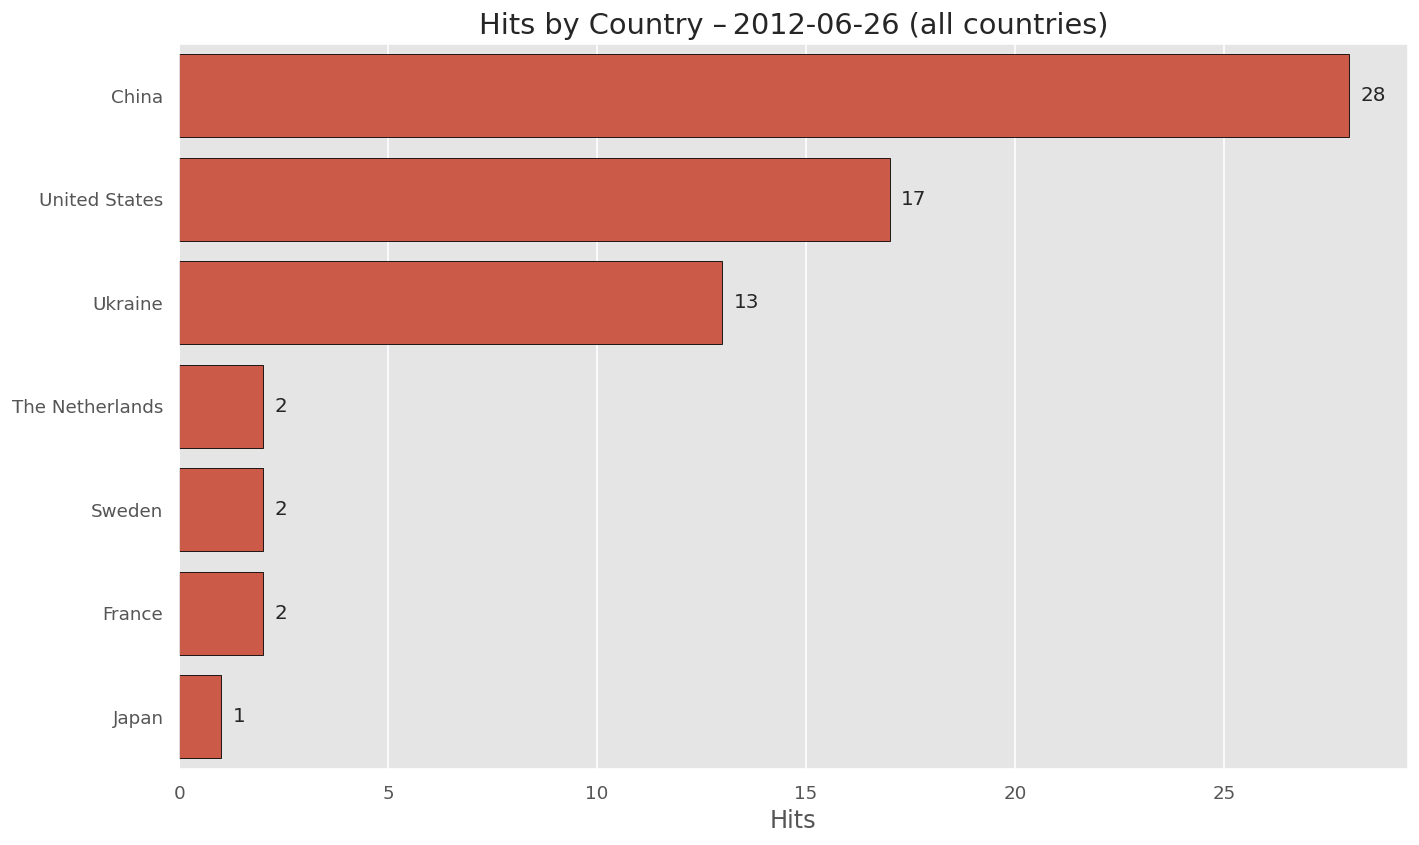 Hits by Country – 2012-06-26 (all countries)
China 28
United States 17
Ukraine 13
The Netherlands 2
Sweden 2
France 2
Japan 1
0 5 10 15 20 25
Hits